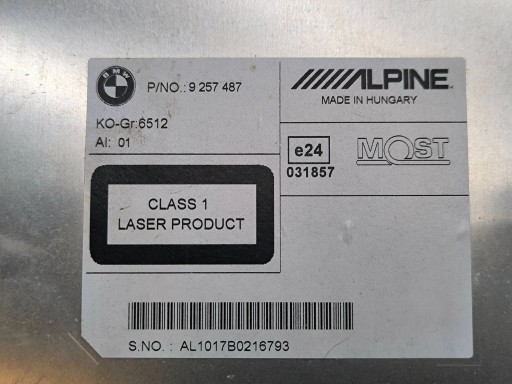 BMW
P/NO.: 9 257 487
ALPINE
MADE IN HUNGARY
KO-Gr:6512
AI: 01
e24
031857
MOST
CLASS 1
LASER PRODUCT
S.NO. : AL1017B0216793